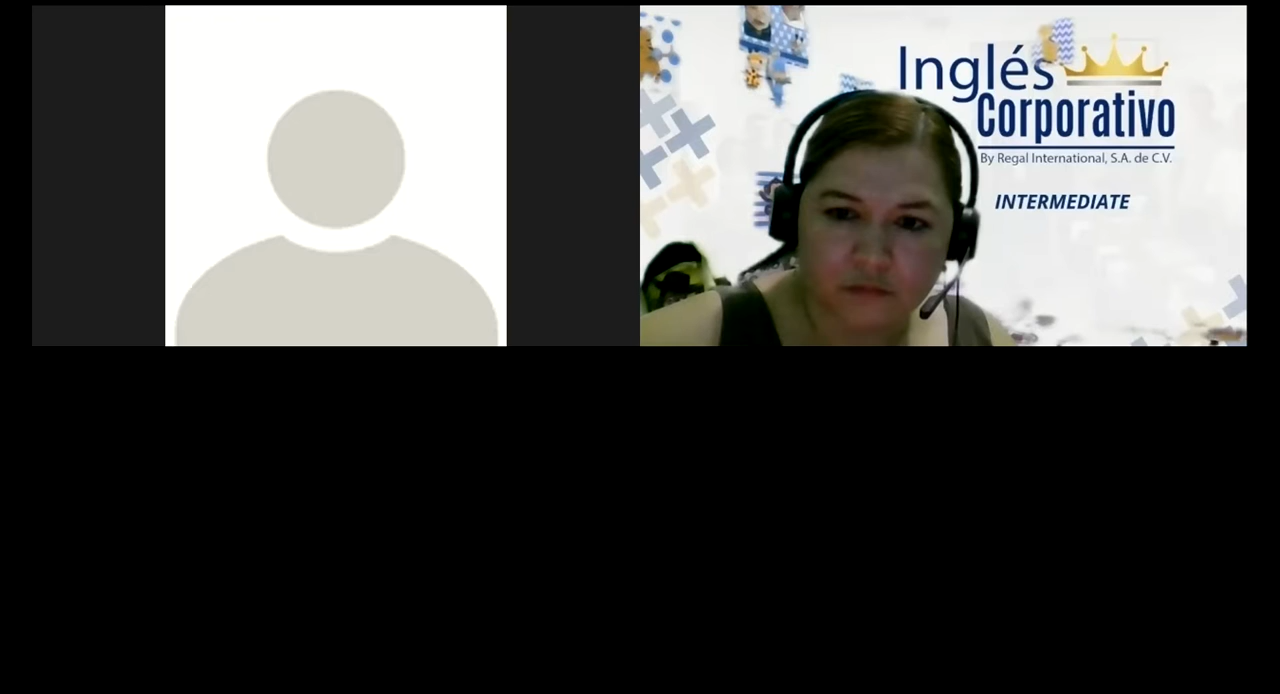 Inglés
Corporativo
By Regal International, S.A. de C.V.
INTERMEDIATE